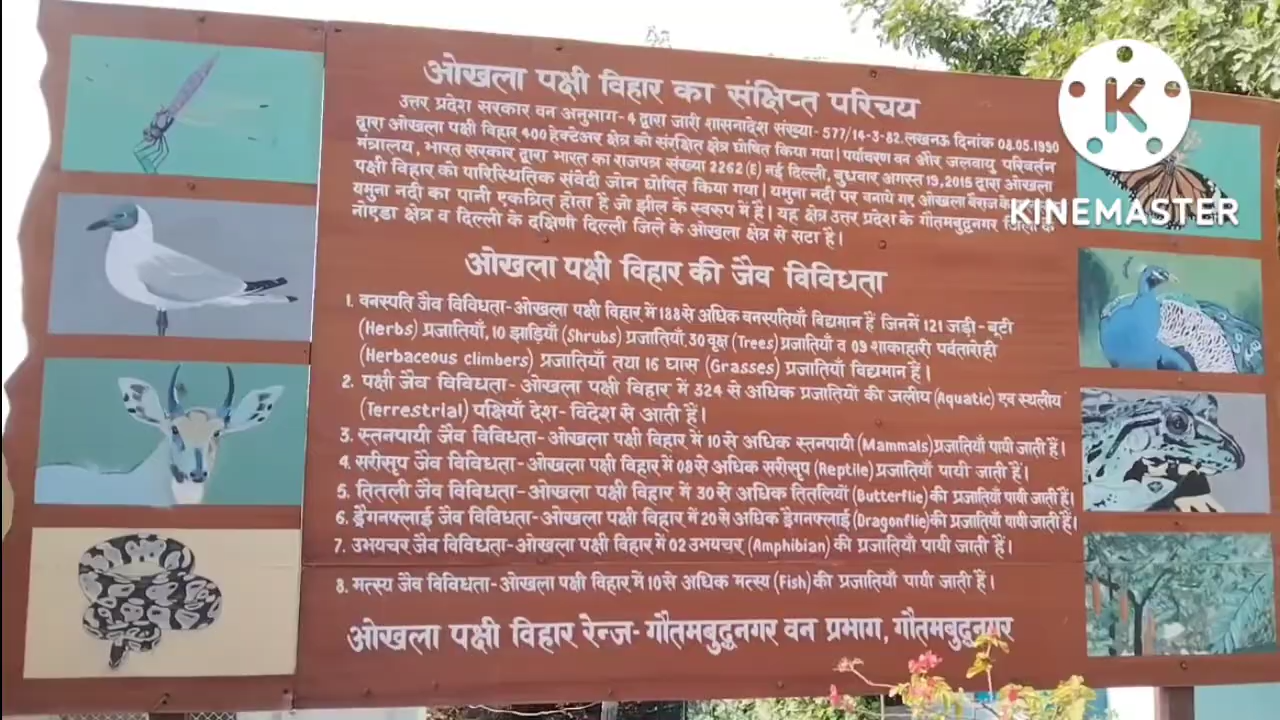 ओखला पक्षी विहार का संक्षिप्त परिचय
उत्तर प्रदेश सरकार वन अनुभाग-4 द्वारा जारी शासनादेश संख्या- 577/14-3-82 लखनऊ दिनांक 08.05.1990
द्वारा ओखला पक्षी विहार 400 हेक्टेअर क्षेत्र को संरक्षित क्षेत्र घोषित किया गया | पर्यावरण वन और जलवायु परिवर्तन
मंत्रालय, भारत सरकार द्वारा भारत का राजपत्र संख्या 2262 (E) नई दिल्ली, बुधवार अगस्त 19,2015 द्वारा ओखला
पक्षी विहार को पारिस्थितिक संवेदी जोन घोषित किया गया | यमुना नदी पर बनाये गए ओखला बैराज
यमुना नदी का पानी एकत्रित होता है जो झील के स्वरुप में है | यह क्षेत्र उत्तर प्रदेश के गौतमबुद्धनगर जिला के
नोएडा क्षेत्र व दिल्ली के दक्षिणी दिल्ली जिले के ओखला क्षेत्र से सटा है |
ओखला पक्षी विहार की जैव विविधता
1. वनस्पति जैव विविधता-ओखला पक्षी विहार में 188 से अधिक वनस्पतियाँ विद्यमान हैं जिनमें 121 जड़ी-बूटी
(Herbs) प्रजातियाँ, 10 झाड़ियाँ (Shrubs) प्रजातियाँ 30 वृक्ष (Trees) प्रजातियाँ व 09 शाकाहारी पर्वतारोही
(Herbaceous climbers) प्रजातियाँ तथा 16 घास (Grasses) प्रजातियाँ विद्यमान हैं |
2. पक्षी जैव विविधता- ओखला पक्षी विहार में 324 से अधिक प्रजातियों की जलीय (Aquatic) एव स्थलीय
(Terrestrial) पक्षियाँ देश- विदेश से आती हैं |
3. स्तनपायी जैव विविधता-ओखला पक्षी विहार में 10 से अधिक स्तनपायी (Mammals) प्रजातियाँ पायी जाती हैं |
4. सरीसृप जैव विविधता-ओखला पक्षी विहार में 08 से अधिक सरीसृप (Reptile) प्रजातियाँ पायी जाती हैं |
5. तितली जैव विविधता-ओखला पक्षी विहार में 30 से अधिक तितलियों (Butterflie) की प्रजातियाँ पायी जाती हैं |
6. ड्रैगनफ्लाई जैव विविधता-ओखला पक्षी विहार में 20 से अधिक ड्रैगनफ्लाई (Dragonflie) की प्रजातियाँ पायी जाती हैं |
7. उभयचर जैव विविधता-ओखला पक्षी विहार में 02 उभयचर (Amphibian) की प्रजातियाँ पायी जाती हैं |
8. मत्स्य जैव विविधता-ओखला पक्षी विहार में 10 से अधिक मत्स्य (Fish) की प्रजातियाँ पायी जाती हैं |
ओखला पक्षी विहार रेन्ज- गौतमबुद्धनगर वन प्रभाग, गौतमबुद्धनगर
K
KINEMASTER